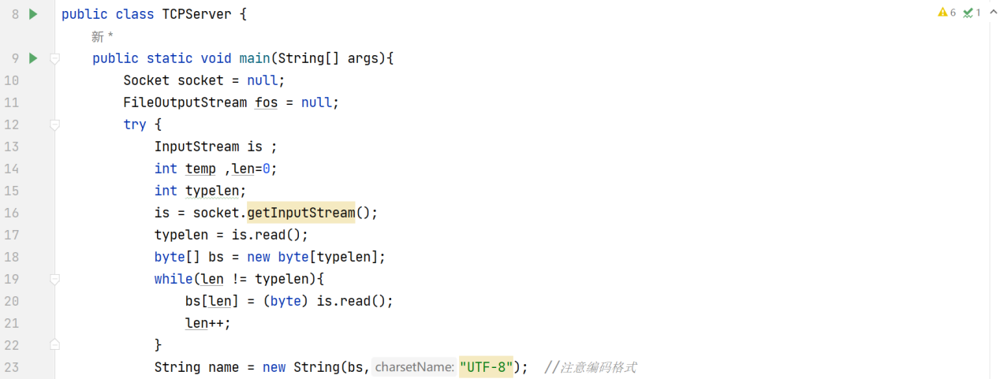 8 public class TCPServer {
新 *
9 public static void main(String[] args){
10 Socket socket = null;
11 FileOutputStream fos = null;
12 try {
13 InputStream is ;
14 int temp ,len=0;
15 int typelen;
16 is = socket.getInputStream();
17 typelen = is.read();
18 byte[] bs = new byte[typelen];
19 while(len != typelen){
20 bs[len] = (byte) is.read();
21 len++;
22 }
23 String name = new String(bs, charsetName: "UTF-8"); //注意编码格式
6 1